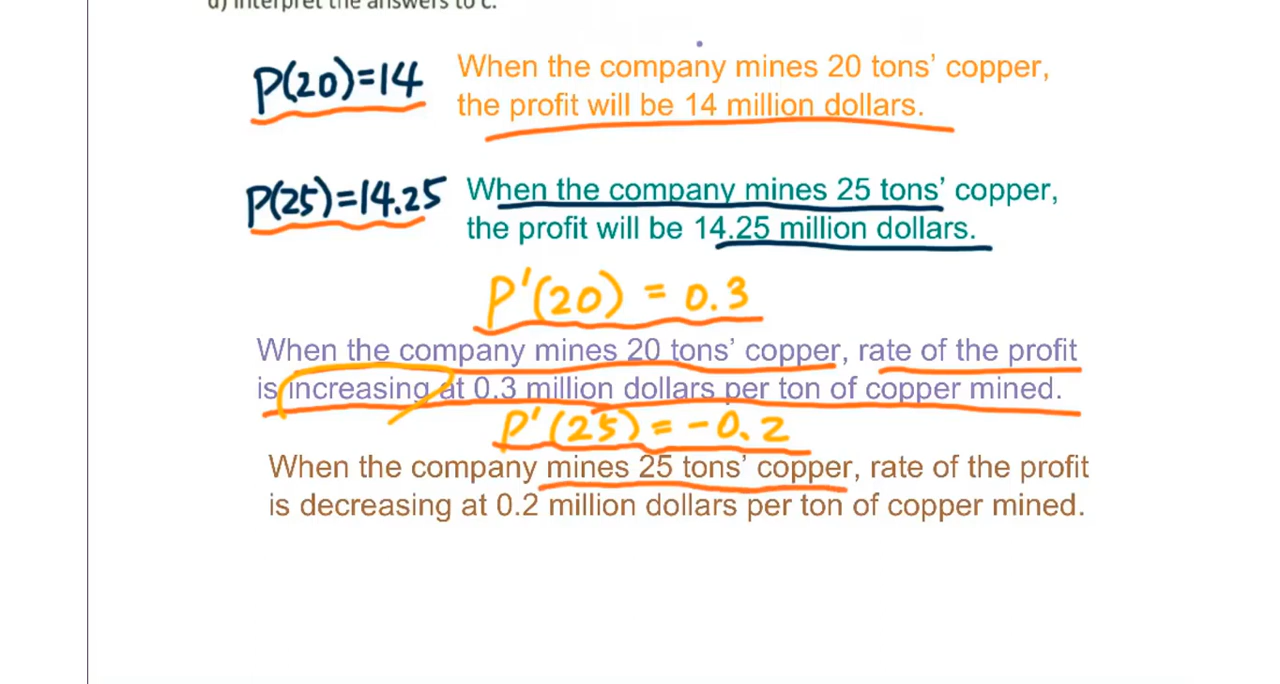 d) Interpret the answers to c.
P(20)=14
When the company mines 20 tons’ copper,
the profit will be 14 million dollars.
P(25)=14.25
When the company mines 25 tons’ copper,
the profit will be 14.25 million dollars.
P'(20) = 0.3
When the company mines 20 tons’ copper, rate of the profit
is increasing at 0.3 million dollars per ton of copper mined.
P'(25) = -0.2
When the company mines 25 tons’ copper, rate of the profit
is decreasing at 0.2 million dollars per ton of copper mined.